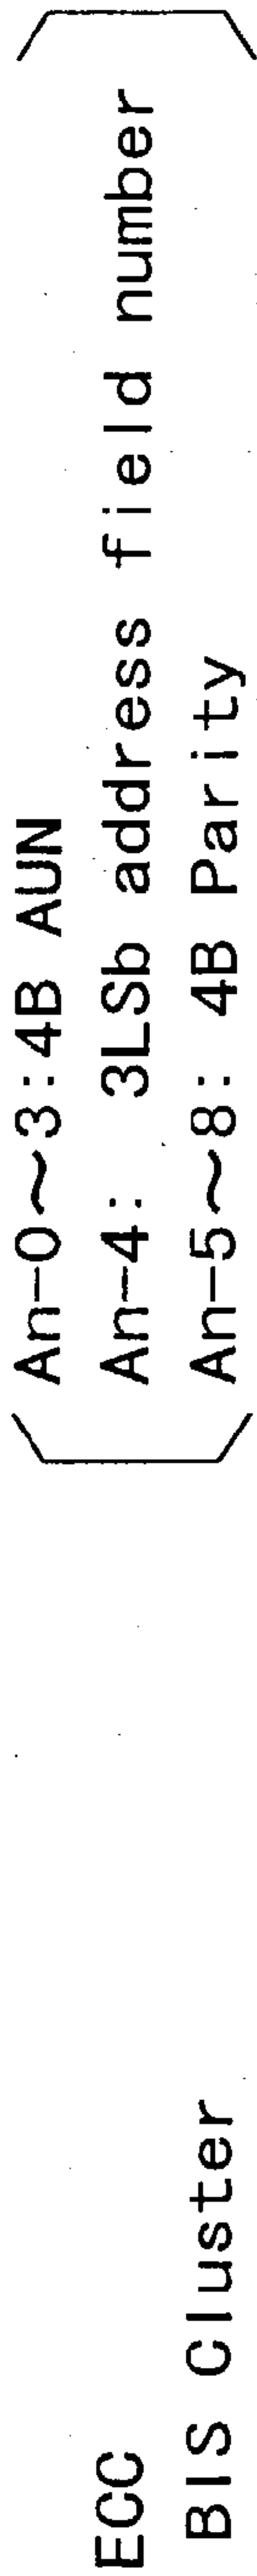 ECC
BIS Cluster
An-0～3:4B AUN
An-4: 3LSb address field number
An-5～8: 4B Parity